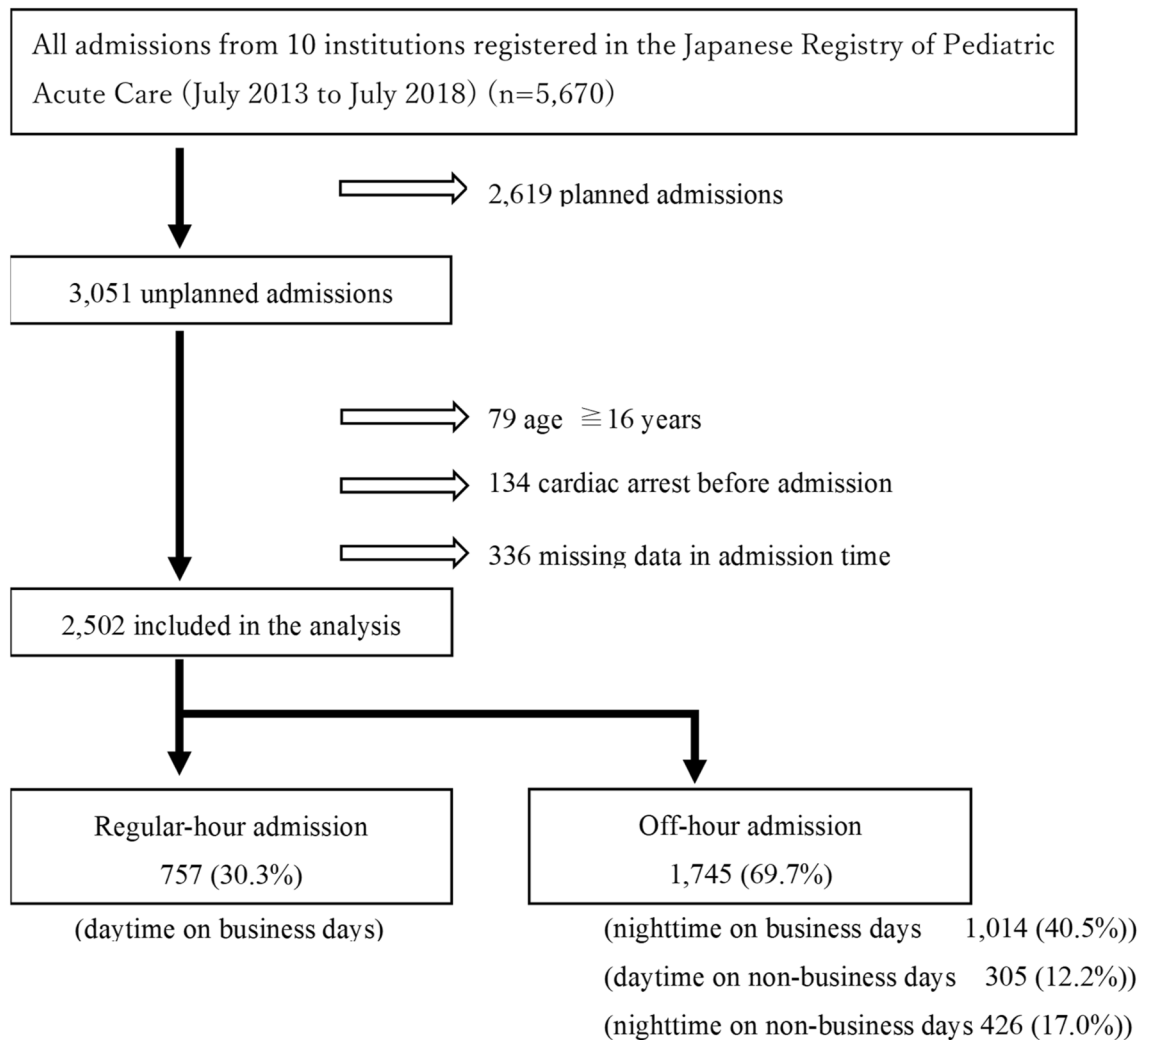 All admissions from 10 institutions registered in the Japanese Registry of Pediatric
Acute Care (July 2013 to July 2018) (n=5,670)
2,619 planned admissions
3,051 unplanned admissions
79 age ≧16 years
134 cardiac arrest before admission
336 missing data in admission time
2,502 included in the analysis
Regular-hour admission
757 (30.3%)
(daytime on business days)
Off-hour admission
1,745 (69.7%)
(nighttime on business days 1,014 (40.5%))
(daytime on non-business days 305 (12.2%))
(nighttime on non-business days 426 (17.0%))